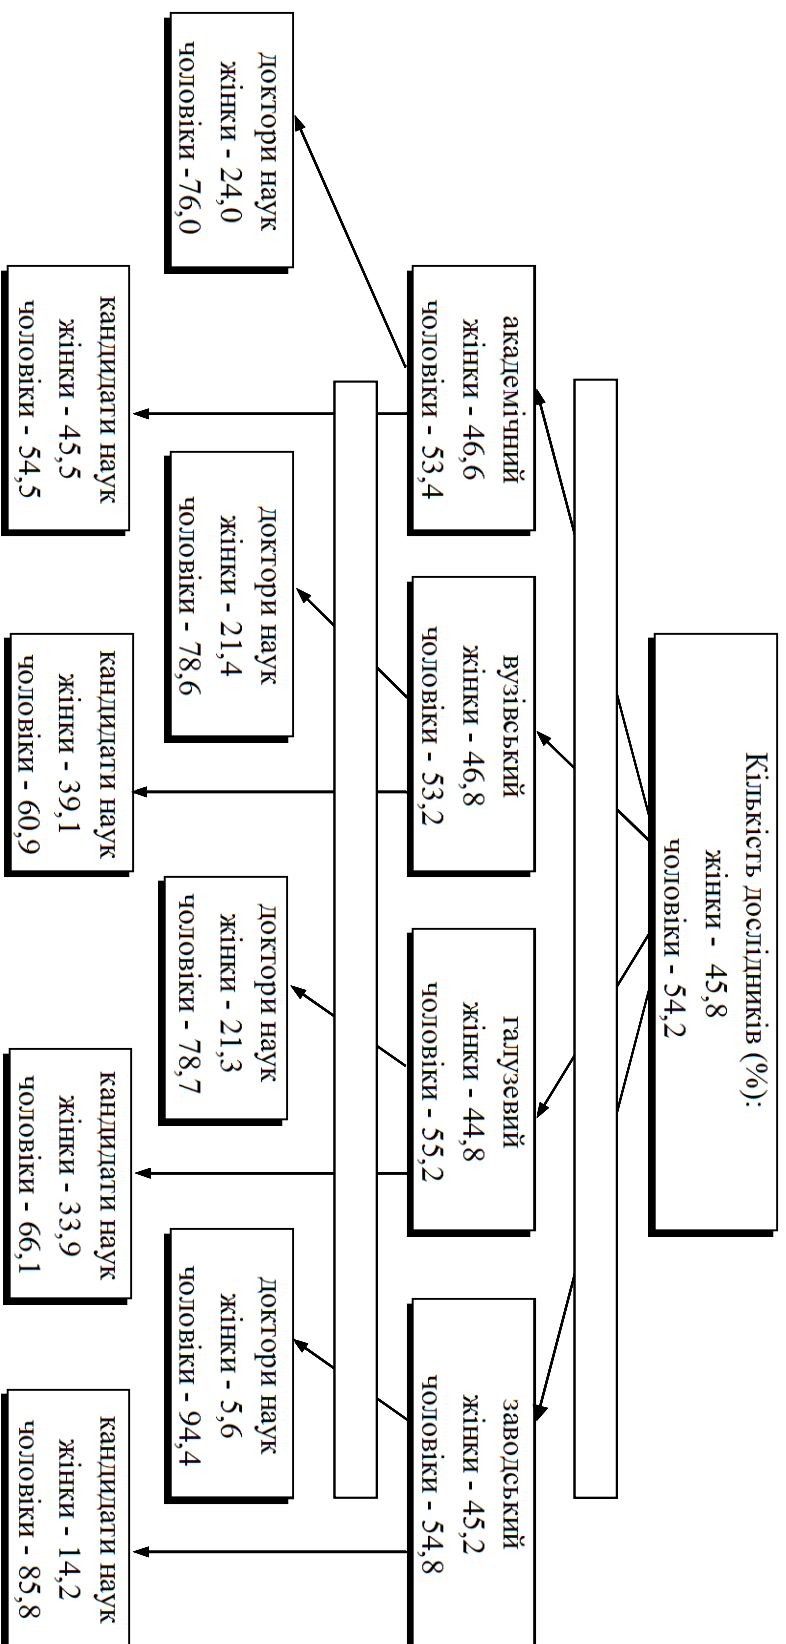 Кількість дослідників (%):
жінки - 45,8
чоловіки - 54,2
академічний
жінки - 46,6
чоловіки - 53,4
вузівський
жінки - 46,8
чоловіки - 53,2
галузевий
жінки - 44,8
чоловіки - 55,2
заводський
жінки - 45,2
чоловіки - 54,8
доктори наук
жінки - 24,0
чоловіки -76,0
доктори наук
жінки - 21,4
чоловіки - 78,6
доктори наук
жінки - 21,3
чоловіки - 78,7
доктори наук
жінки - 5,6
чоловіки - 94,4
кандидати наук
жінки - 45,5
чоловіки - 54,5
кандидати наук
жінки - 39,1
чоловіки - 60,9
кандидати наук
жінки - 33,9
чоловіки - 66,1
кандидати наук
жінки - 14,2
чоловіки - 85,8